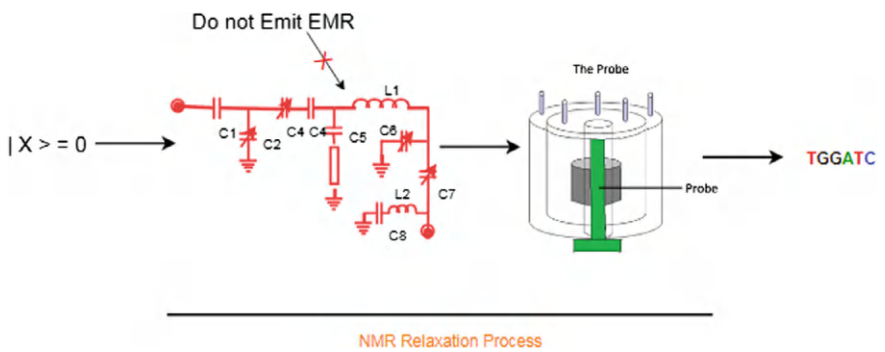 Do not Emit EMR
The Probe
L1
| X > = 0
C1
C2
C4
C4
C5
C6
TGGATC
Probe
L2
C7
C8
NMR Relaxation Process